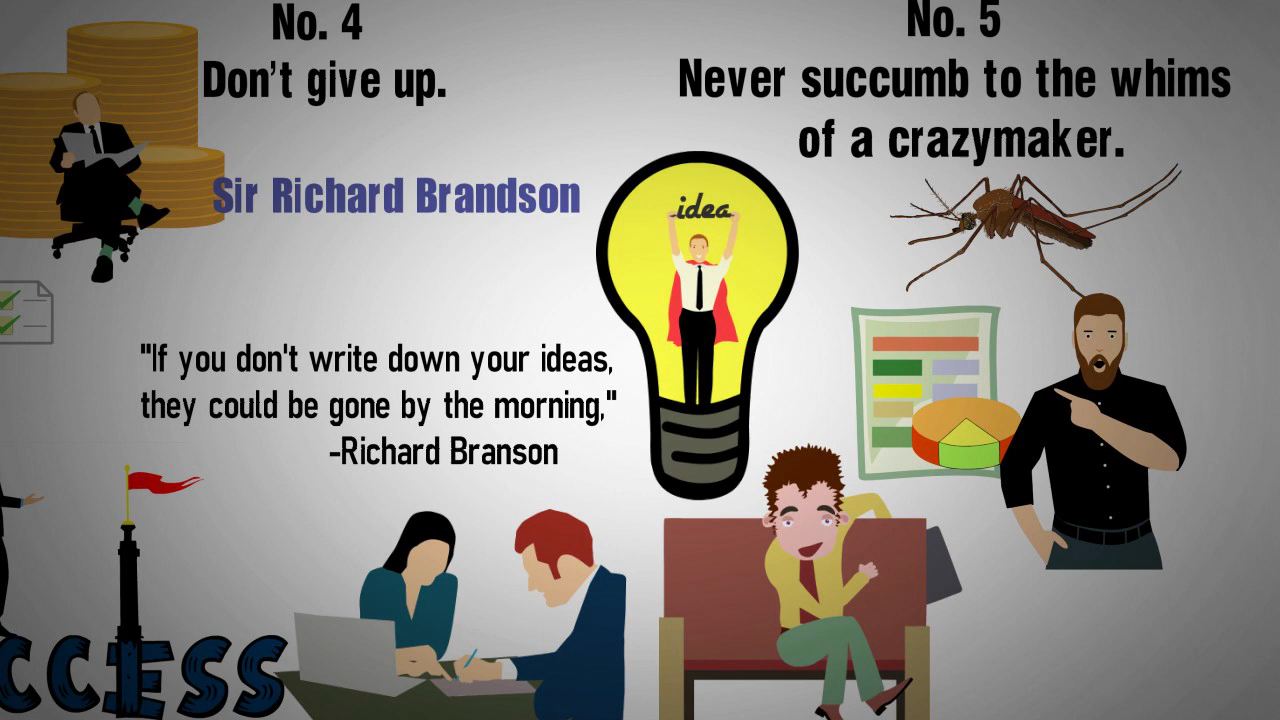 No. 4
Don't give up.
Sir Richard Brandson
"If you don't write down your ideas,
they could be gone by the morning,"
-Richard Branson
No. 5
Never succumb to the whims
of a crazymaker.
idea
CCESS